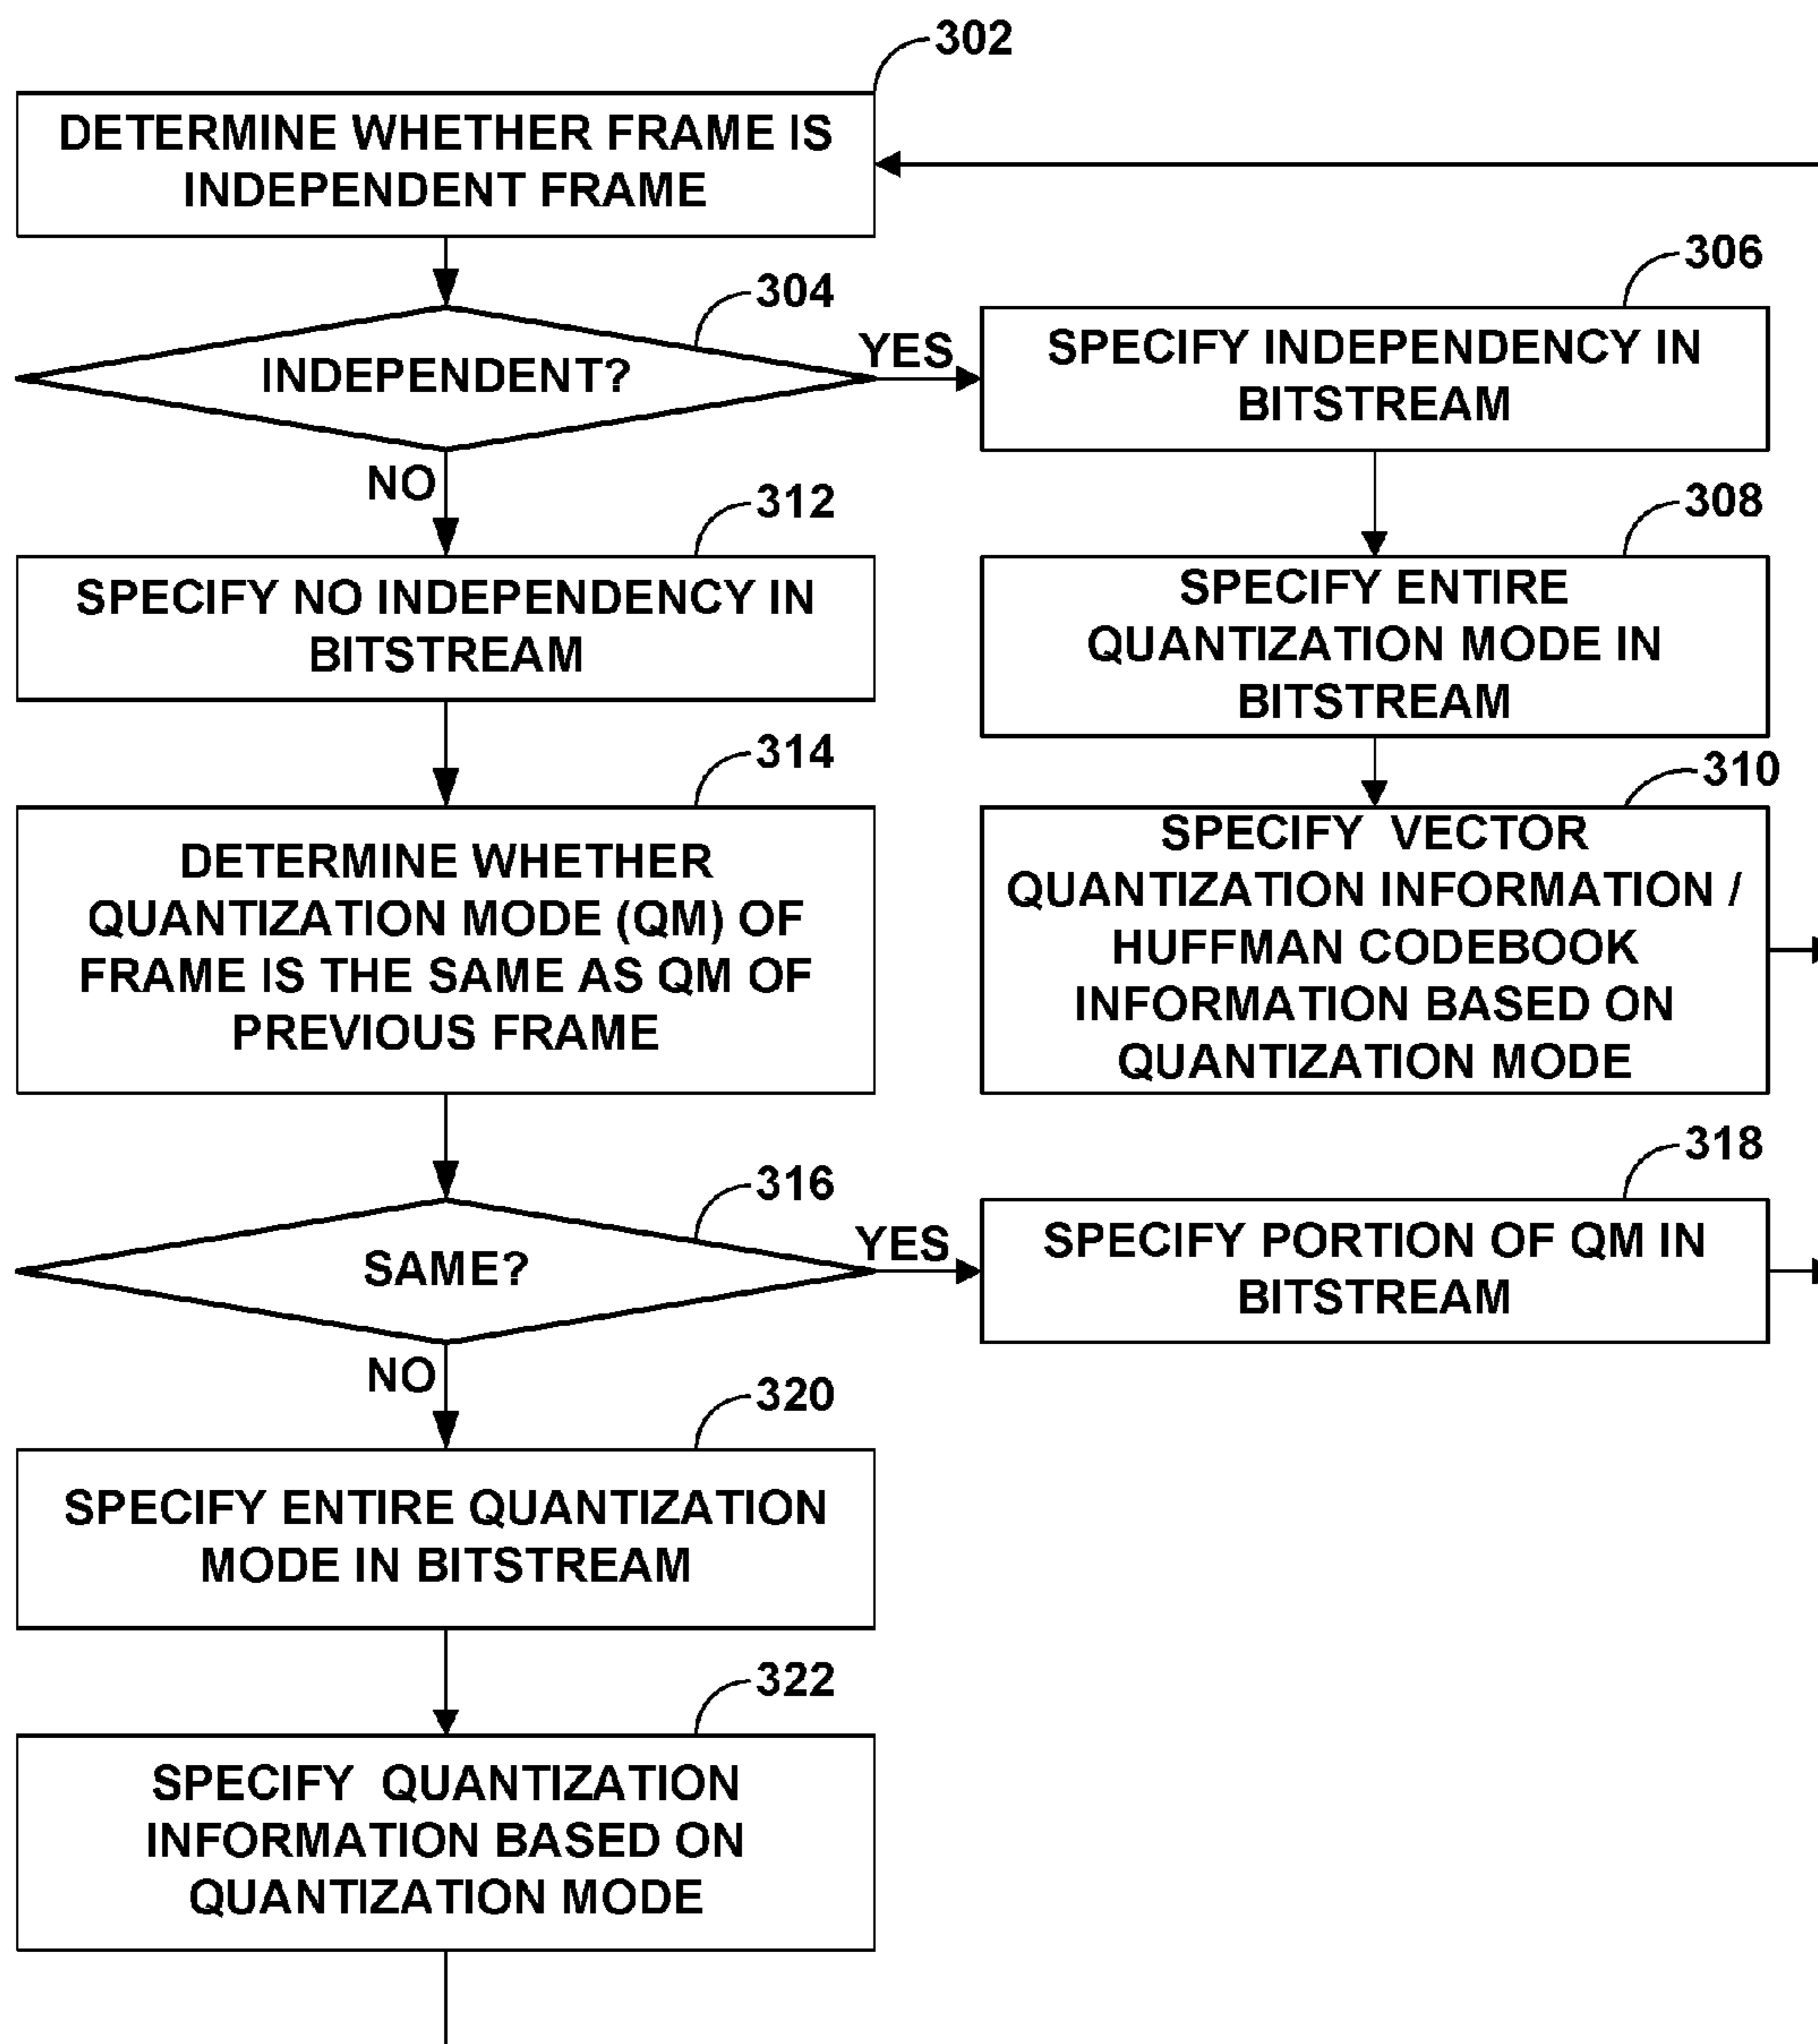 302
DETERMINE WHETHER FRAME IS
INDEPENDENT FRAME
304
INDEPENDENT?
YES
NO
306
SPECIFY INDEPENDENCY IN
BITSTREAM
308
SPECIFY ENTIRE
QUANTIZATION MODE IN
BITSTREAM
310
SPECIFY VECTOR
QUANTIZATION INFORMATION /
HUFFMAN CODEBOOK
INFORMATION BASED ON
QUANTIZATION MODE
312
SPECIFY NO INDEPENDENCY IN
BITSTREAM
314
DETERMINE WHETHER
QUANTIZATION MODE (QM) OF
FRAME IS THE SAME AS QM OF
PREVIOUS FRAME
316
SAME?
YES
NO
318
SPECIFY PORTION OF QM IN
BITSTREAM
320
SPECIFY ENTIRE QUANTIZATION
MODE IN BITSTREAM
322
SPECIFY QUANTIZATION
INFORMATION BASED ON
QUANTIZATION MODE